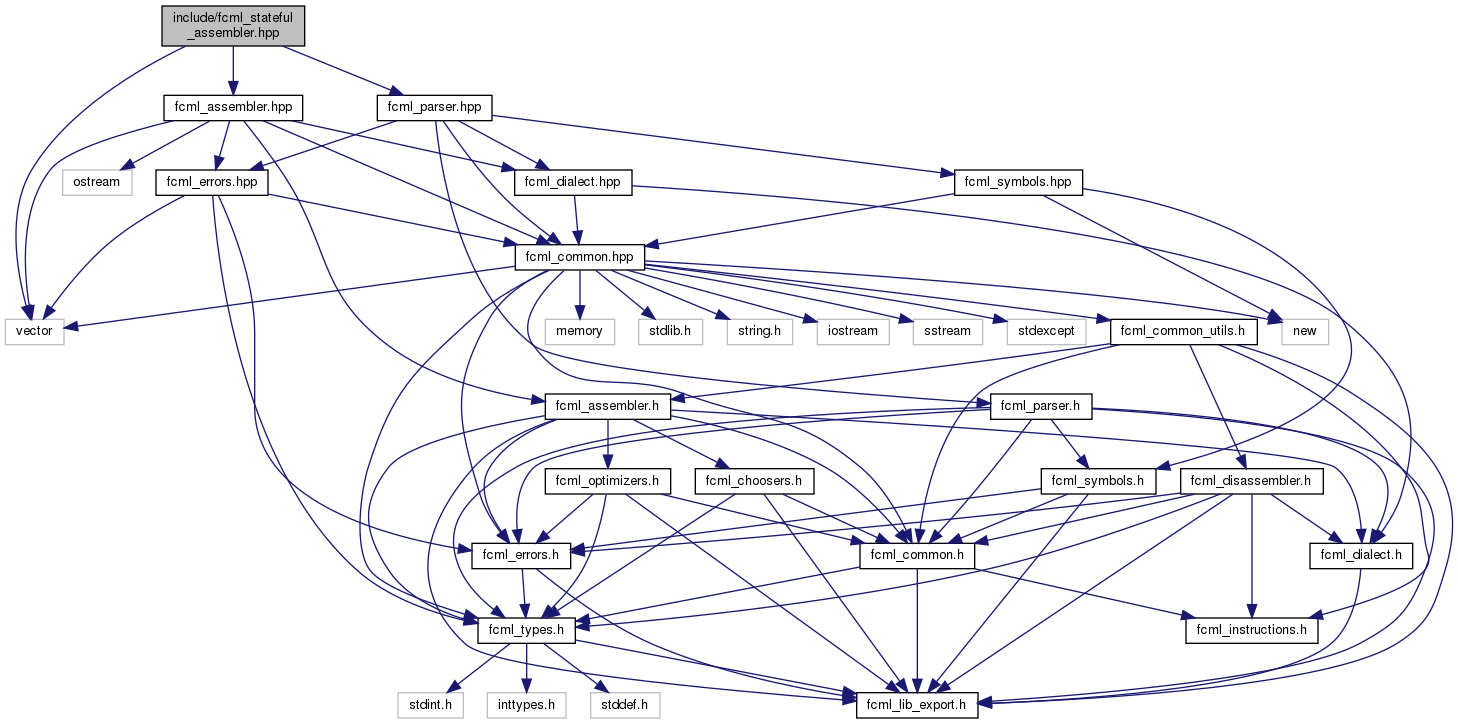 include/fcml_stateful
_assembler.hpp
fcml_assembler.hpp
fcml_parser.hpp
ostream
fcml_errors.hpp
fcml_dialect.hpp
fcml_symbols.hpp
fcml_common.hpp
vector
memory
stdlib.h
string.h
iostream
sstream
stdexcept
fcml_common_utils.h
new
fcml_assembler.h
fcml_parser.h
fcml_optimizers.h
fcml_choosers.h
fcml_symbols.h
fcml_disassembler.h
fcml_errors.h
fcml_common.h
fcml_dialect.h
fcml_types.h
fcml_instructions.h
stdint.h
inttypes.h
stddef.h
fcml_lib_export.h